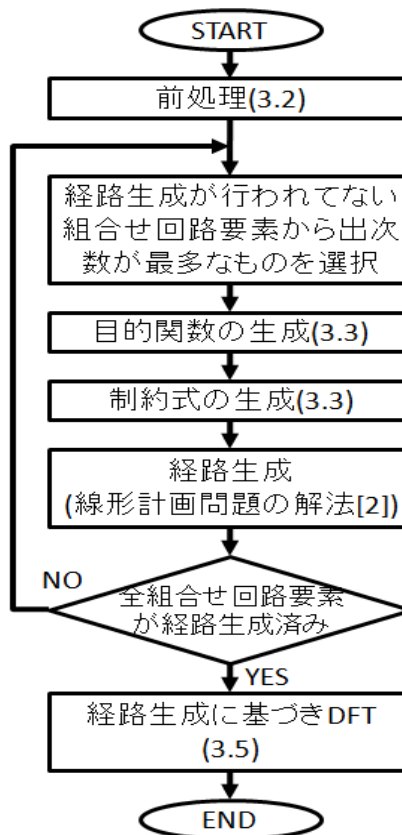 START
前処理(3.2)
経路生成が行われてない
組合せ回路要素から出次
数が最多なものを選択
目的関数の生成(3.3)
制約式の生成(3.3)
経路生成
(線形計画問題の解法[2])
NO
全組合せ回路要素
が経路生成済み
YES
経路生成に基づきDFT
(3.5)
END